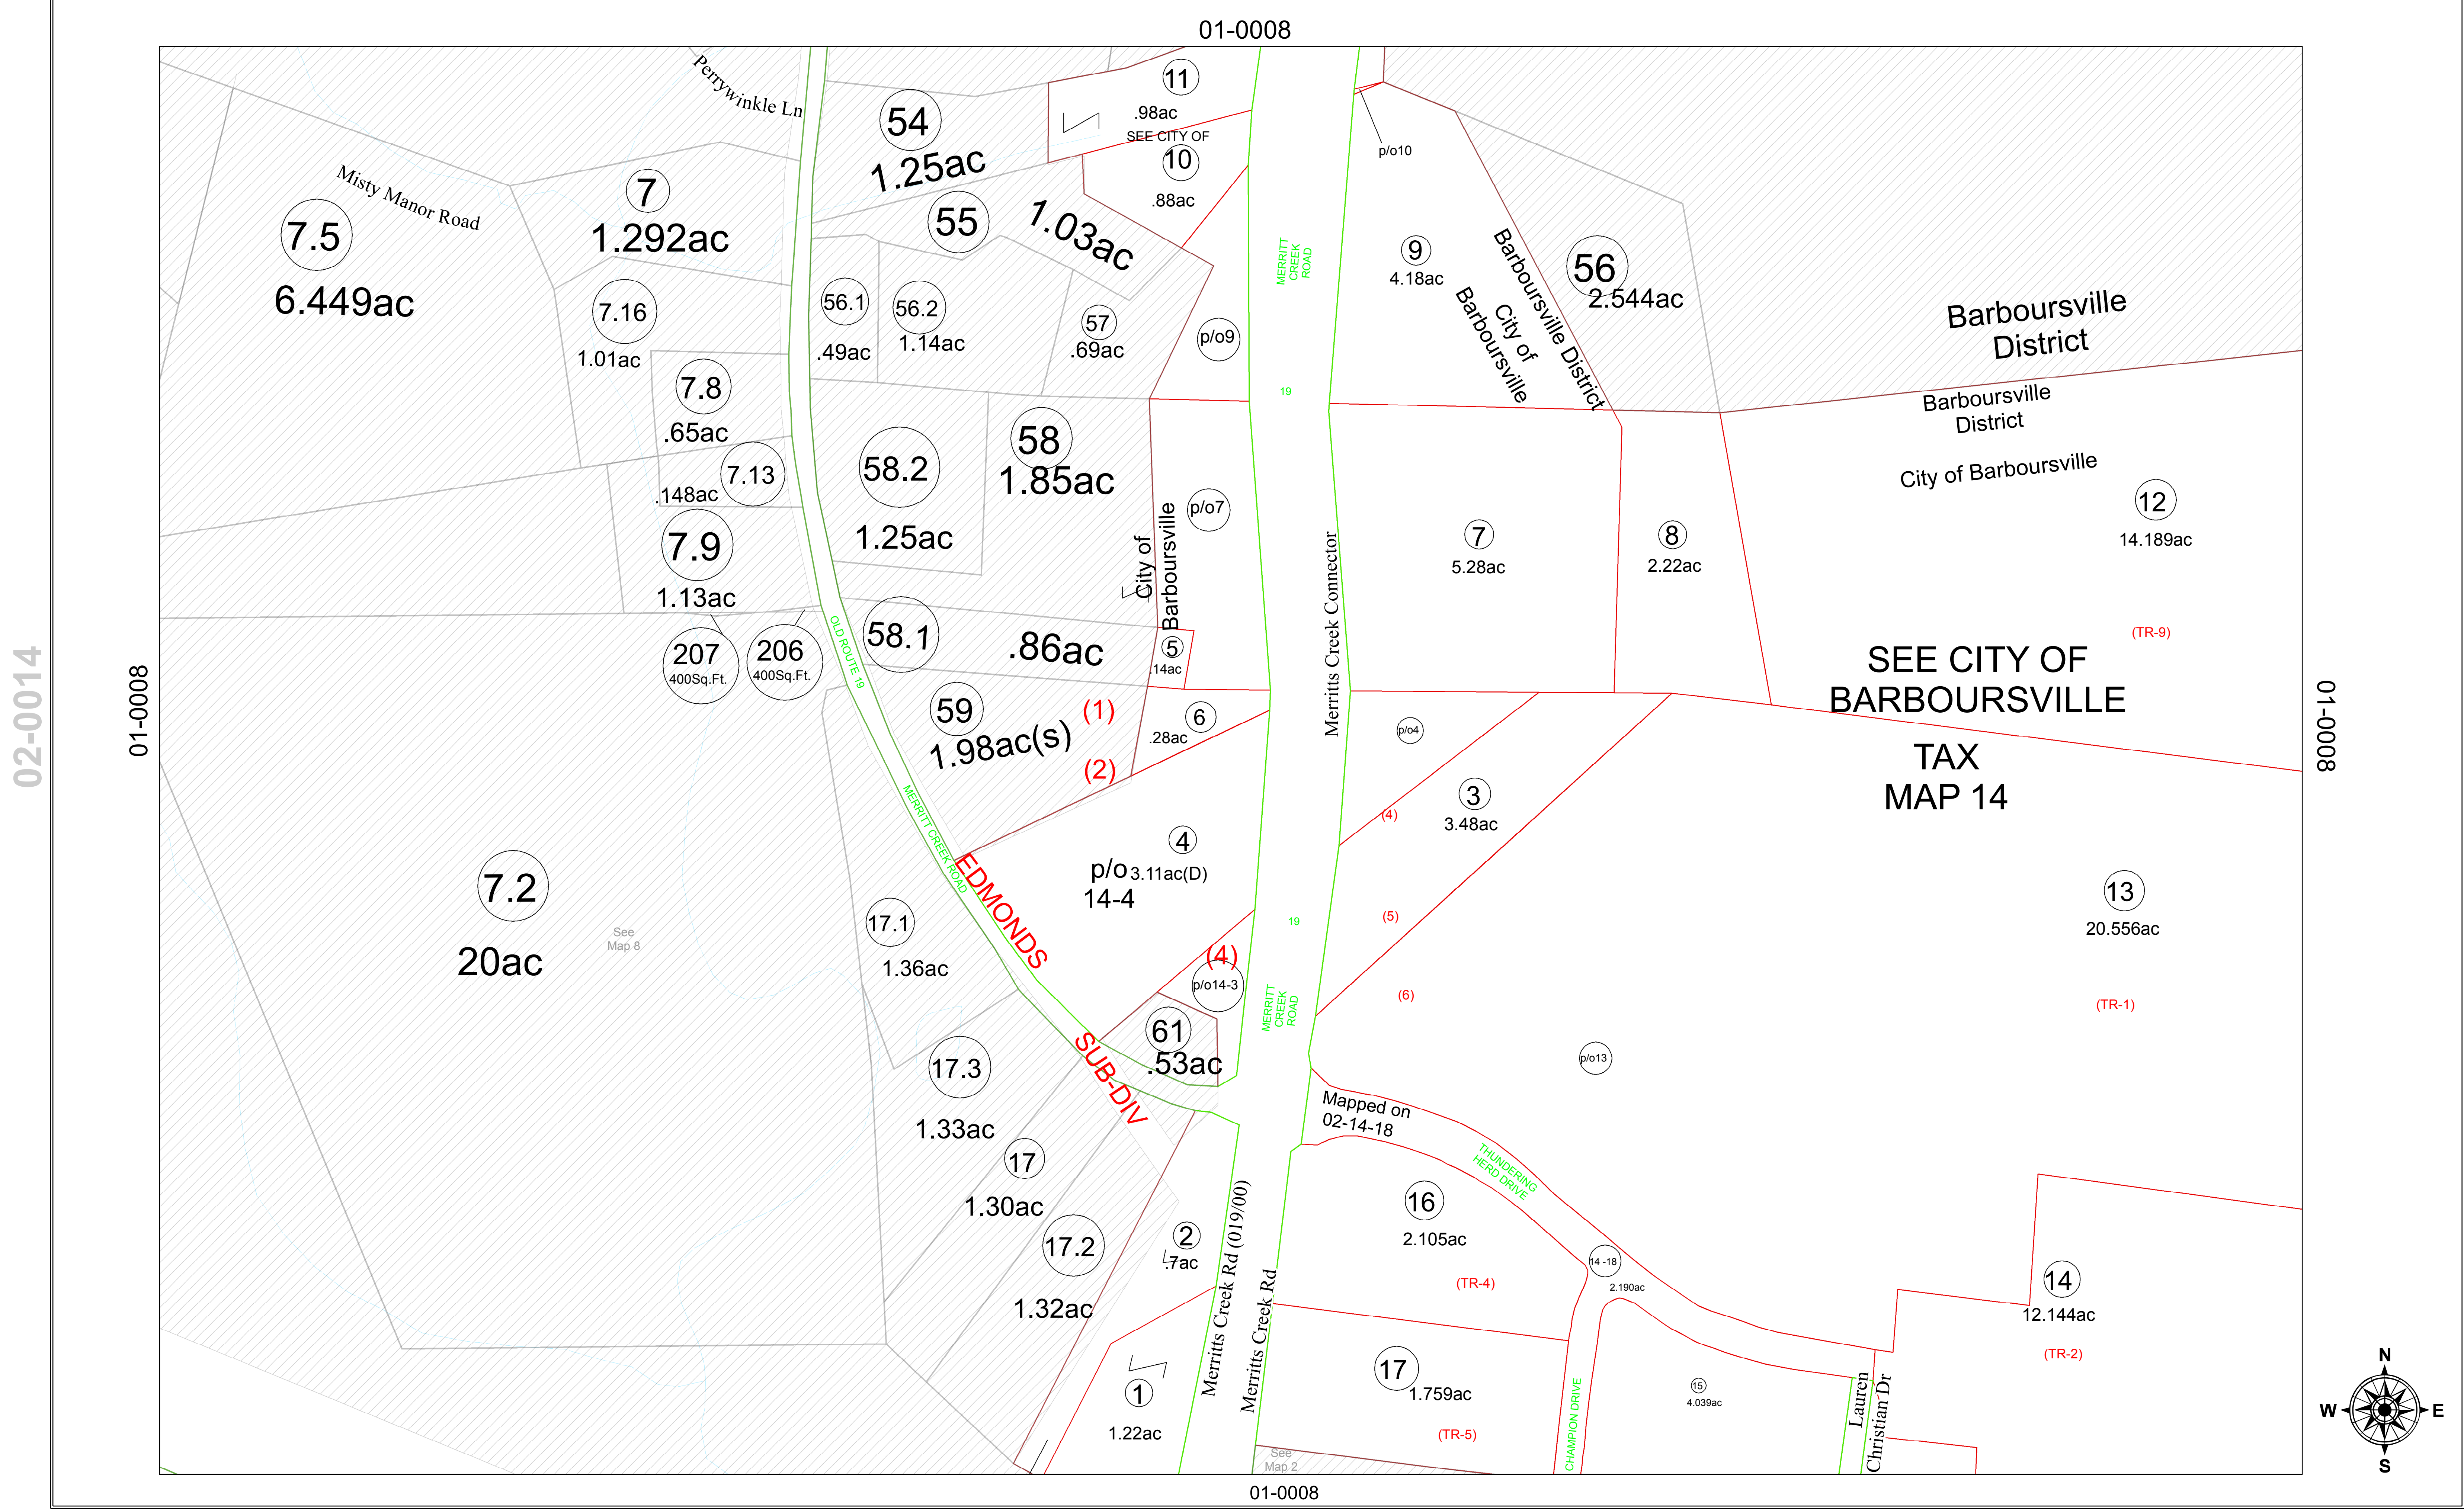 01-0008
Perrywinkle Ln
11
.98ac
SEE CITY OF
10
.88ac
54
1.25ac
p/o10
Misty Manor Road
7
1.292ac
7.5
6.449ac
55
1.03ac
MERRITT
CREEK
ROAD
9
4.18ac
Barboursville District
City of
Barboursville
56
2.544ac
Barboursville
District
7.16
1.01ac
56.1
.49ac
56.2
1.14ac
57
.69ac
p/o9
19
7.8
.65ac
Barboursville
District
City of Barboursville
58
1.85ac
58.2
1.25ac
7.13
.148ac
p/o7
City of
Barboursville
Merritts Creek Connector
7
5.28ac
8
2.22ac
12
14.189ac
(TR-9)
7.9
1.13ac
207
400Sq.Ft.
206
400Sq.Ft.
OLD ROUTE 19
58.1
.86ac
5
.14ac
SEE CITY OF
BARBOURSVILLE
TAX
MAP 14
02-0014
01-0008
01-0008
59
1.98ac(s)
(1)
(2)
6
.28ac
p/o4
3
3.48ac
(4)
MERRITT CREEK ROAD
EDMONDS
SUB-DIV
4
p/o 3.11ac(D)
14-4
7.2
20ac
See
Map 8
17.1
1.36ac
(4)
p/o14-3
19
(5)
(6)
13
20.556ac
(TR-1)
MERRITT
CREEK
ROAD
61
.53ac
p/o13
17.3
1.33ac
Mapped on
02-14-18
THUNDERING
HERD DRIVE
17
1.30ac
17.2
1.32ac
2
.7ac
Merritts Creek Rd (019/00)
Merritts Creek Rd
16
2.105ac
(TR-4)
14 -18
2.190ac
14
12.144ac
(TR-2)
1
1.22ac
17
1.759ac
(TR-5)
CHAMPION DRIVE
15
4.039ac
Lauren
Christian Dr
See
Map 2
N
W
E
S
01-0008